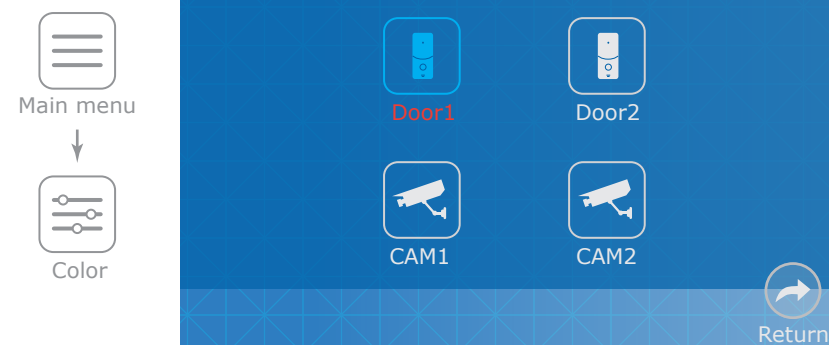 Main menu
Color
Door1
Door2
CAM1
CAM2
Return